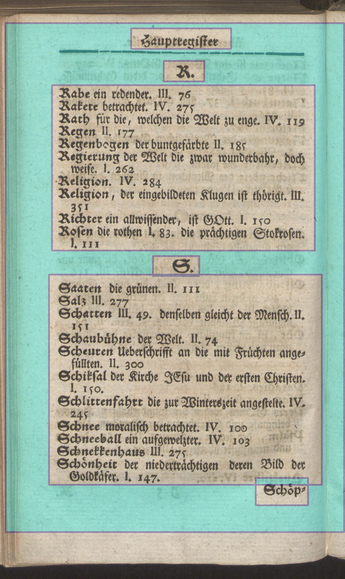 Hauptregister
R.
Rabe ein redender. III. 76
Rakete betrachtet. IV. 275
Rath für die, welchen die Welt zu enge. IV. 119
Regen II. 177
Regenbogen der buntgefärbte II. 185
Regierung der Welt die zwar wunderbahr, doch
weise. I. 262
Religion. IV. 284
Religion, der eingebildeten Klugen ist thörigt. III.
351
Richter ein allwissender, ist GOtt. I. 150
Rosen die rothen I. 83. die prächtigen Stokrosen.
I. 111
S.
Saaten die grünen. II. 111
Salz III. 277
Schatten III. 49. denselben gleicht der Mensch. II.
151
Schaubühne der Welt. II. 74
Scheuren Ueberschrifft an die mit Früchten ange-
füllten. II. 300
Schiksal der Kirche JEsu und der ersten Christen.
I. 150.
Schlittenfahrt die zur Winterszeit angestelte. IV.
245
Schnee moralisch betrachtet. IV. 100
Schneeball ein aufgewelzter. IV. 103
Schnekkenhaus III. 275
Schönheit der niederträchtigen deren Bild der
Goldkäfer. I. 147.
Schöp-